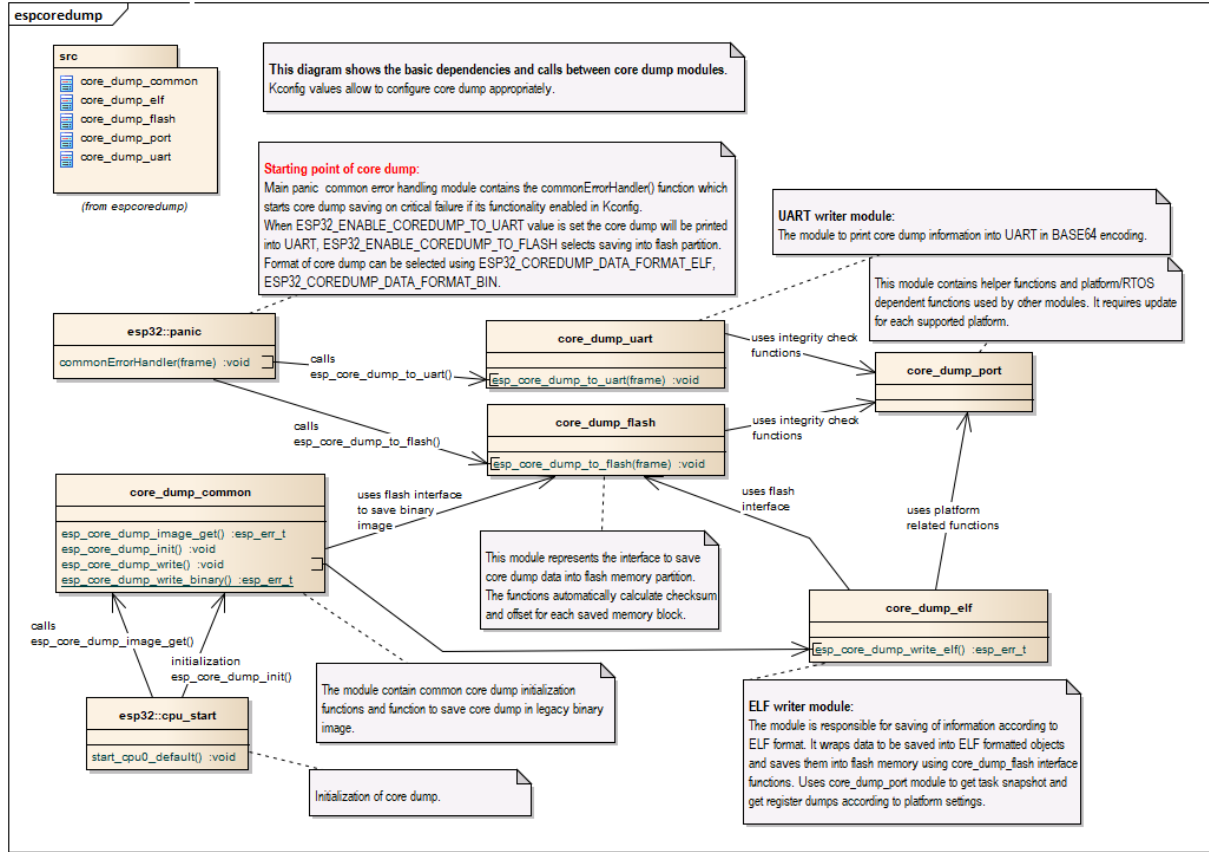 espcoredump
src
core_dump_common
core_dump_elf
core_dump_flash
core_dump_port
core_dump_uart
(from espcoredump)
This diagram shows the basic dependencies and calls between core dump modules.
Kconfig values allow to configure core dump appropriately.
Starting point of core dump:
Main panic common error handling module contains the commonErrorHandler() function which
starts core dump saving on critical failure if its functionality enabled in Kconfig.
When ESP32_ENABLE_COREDUMP_TO_UART value is set the core dump will be printed
into UART, ESP32_ENABLE_COREDUMP_TO_FLASH selects saving into flash partition.
Format of core dump can be selected using ESP32_COREDUMP_DATA_FORMAT_ELF,
ESP32_COREDUMP_DATA_FORMAT_BIN.
UART writer module:
The module to print core dump information into UART in BASE64 encoding.
This module contains helper functions and platform/RTOS
dependent functions used by other modules. It requires update
for each supported platform.
esp32::panic
commonErrorHandler(frame) :void
calls
esp_core_dump_to_uart()
core_dump_uart
esp_core_dump_to_uart(frame) :void
uses integrity check
functions
core_dump_port
calls
esp_core_dump_to_flash()
core_dump_flash
esp_core_dump_to_flash(frame) :void
uses integrity check
functions
core_dump_common
esp_core_dump_image_get() :esp_err_t
esp_core_dump_init() :void
esp_core_dump_write() :void
esp_core_dump_write_binary() :esp_err_t
uses flash interface
to save binary
image
uses flash
interface
uses platform
related functions
This module represents the interface to save
core dump data into flash memory partition.
The functions automatically calculate checksum
and offset for each saved memory block.
core_dump_elf
esp_core_dump_write_elf() :esp_err_t
calls
esp_core_dump_image_get()
initialization
esp_core_dump_init()
The module contain common core dump initialization
functions and function to save core dump in legacy binary
image.
esp32::cpu_start
start_cpu0_default() :void
Initialization of core dump.
ELF writer module:
The module is responsible for saving of information according to
ELF format. It wraps data to be saved into ELF formatted objects
and saves them into flash memory using core_dump_flash interface
functions. Uses core_dump_port module to get task snapshot and
get register dumps according to platform settings.